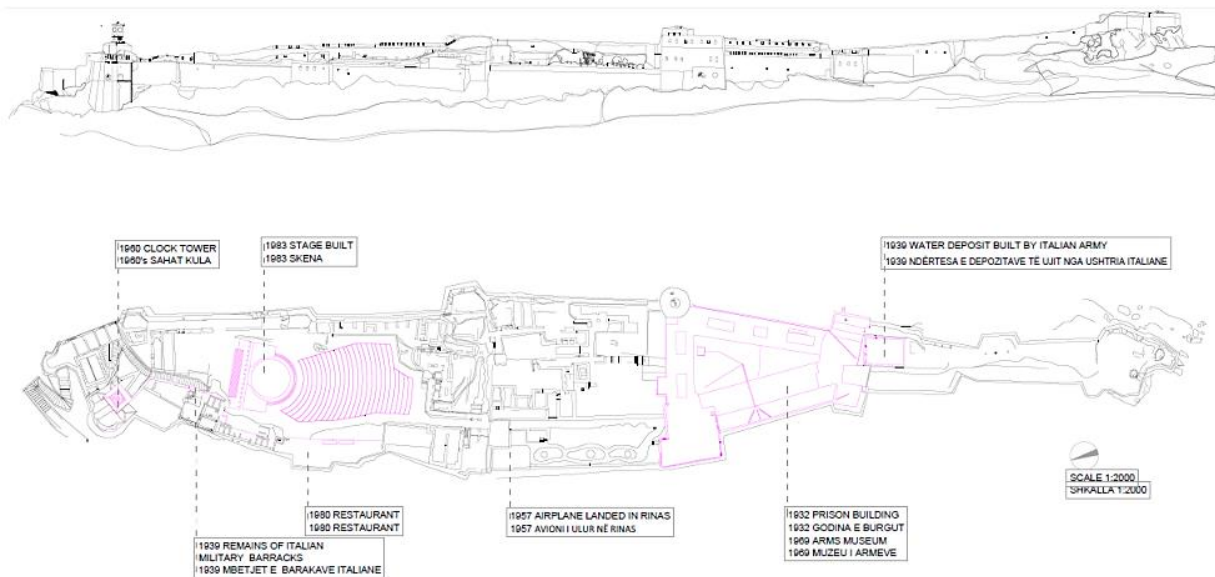 1960 CLOCK TOWER
1960's SAHAT KULA
1983 STAGE BUILT
1983 SKENA
1939 WATER DEPOSIT BUILT BY ITALIAN ARMY
1939 NDËRTESA E DEPOZITAVE TË UJIT NGA USHTRIA ITALIANE
SCALE 1:2000
SHKALLA 1:2000
1980 RESTAURANT
1980 RESTAURANT
1957 AIRPLANE LANDED IN RINAS
1957 AVIONI I ULUR NË RINAS
1932 PRISON BUILDING
1932 GODINA E BURGUT
1969 ARMS MUSEUM
1969 MUZEU I ARMEVE
1939 REMAINS OF ITALIAN
MILITARY BARRACKS
1939 MBETJET E BARAKAVE ITALIANE